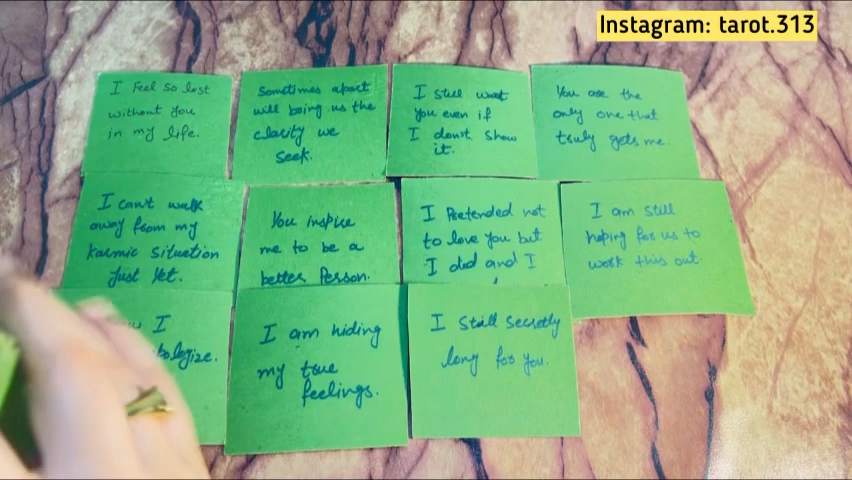 Instagram: tarot.313
I Feel so lost
without you
in my life.
Sometimes apart
will bring us the
clarity we
seek.
I still want
you even if
I don't show
it.
You are the
only one that
truly gets me.
I can't walk
away from my
karmic situation
Just Yet.
You inspire
me to be a
better Person.
I Pretended not
to love you but
I did and I
I am still
hoping for us to
work this out.
I
I am hiding
my true
feelings.
I still secretly
long for you.